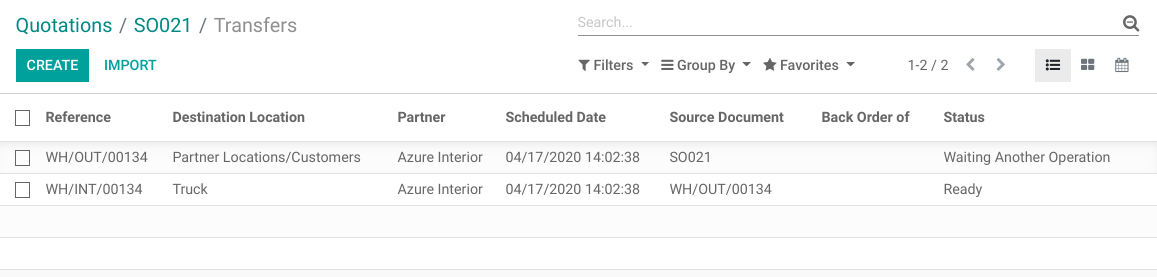 Quotations / SO021 / Transfers
Search...
CREATE IMPORT
Filters Group By Favorites 1-2 / 2
Reference Destination Location Partner Scheduled Date Source Document Back Order of Status
WH/OUT/00134 Partner Locations/Customers Azure Interior 04/17/2020 14:02:38 SO021 Waiting Another Operation
WH/INT/00134 Truck Azure Interior 04/17/2020 14:02:38 WH/OUT/00134 Ready